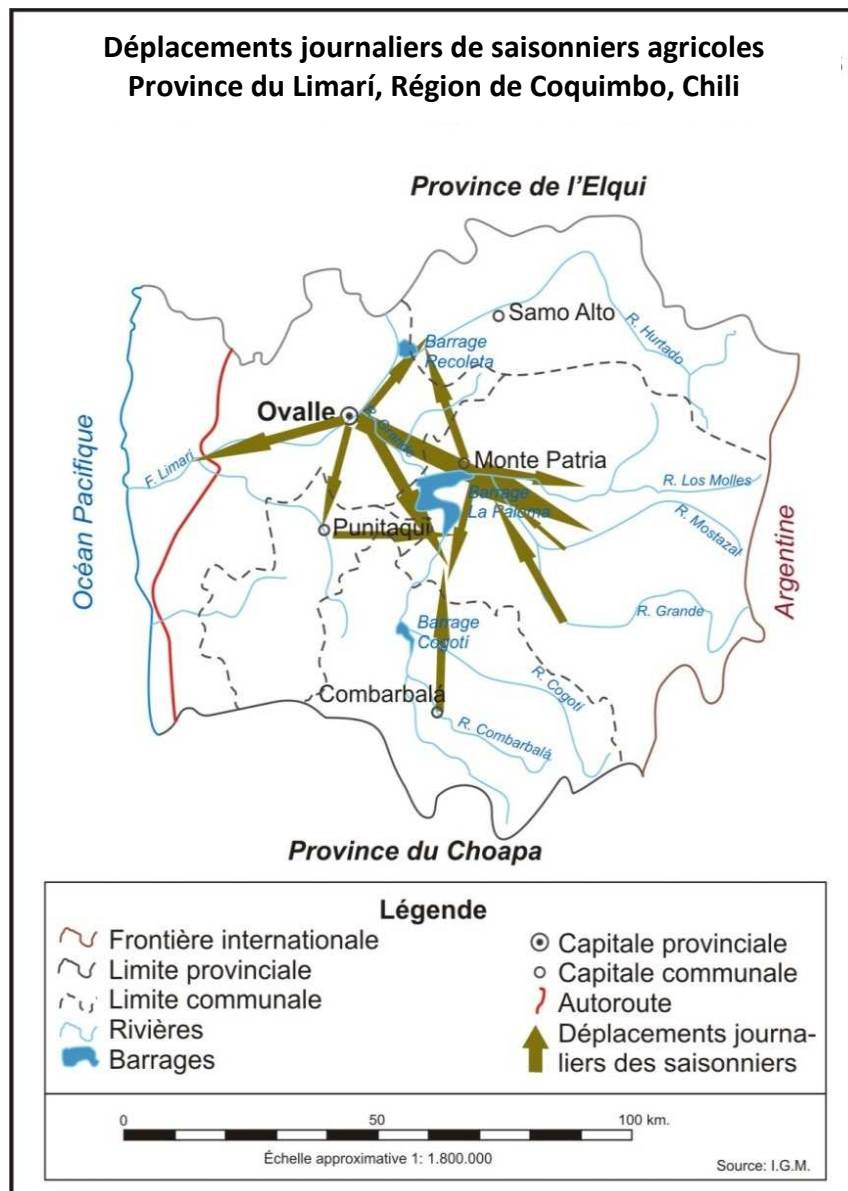 Déplacements journaliers de saisonniers agricoles
Province du Limarí, Région de Coquimbo, Chili
Province de l'Elqui
Samo Alto
R. Hurtado
Barrage
Recoleta
Ovalle
R. Grande
Océan Pacifique
F. Limarí
Monte Patria
R. Los Molles
Barrage
La Paloma
Punitaqui
R. Mostazal
Argentine
R. Grande
Barrage
Cogotí
R. Cogotí
Combarbalá
R. Combarbalá
Province du Choapa
Légende
Frontière internationale
Limite provinciale
Limite communale
Rivières
Barrages
Capitale provinciale
Capitale communale
Autoroute
Déplacements journa-
liers des saisonniers
0 50 100 km.
Échelle approximative 1: 1.800.000
Source: I.G.M.